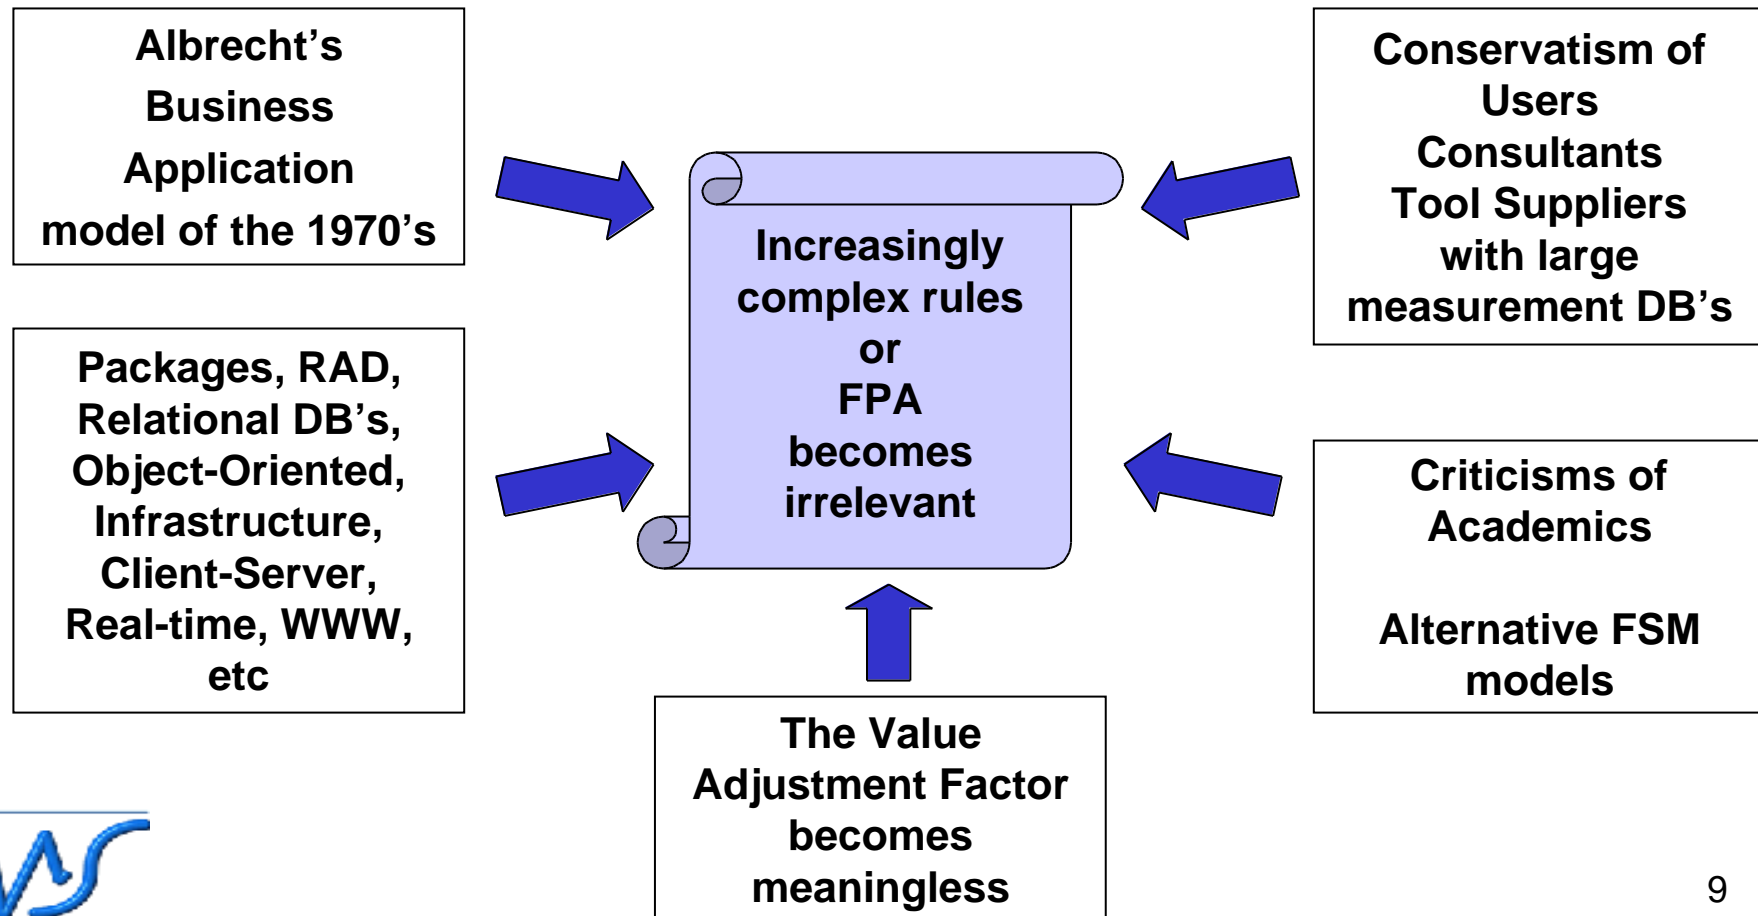 Albrecht's
Business
Application
model of the 1970's
Packages, RAD,
Relational DB's,
Object-Oriented,
Infrastructure,
Client-Server,
Real-time, WWW,
etc
Increasingly
complex rules
or
FPA
becomes
irrelevant
The Value
Adjustment Factor
becomes
meaningless
Conservatism of
Users
Consultants
Tool Suppliers
with large
measurement DB's
Criticisms of
Academics
Alternative FSM
models
9